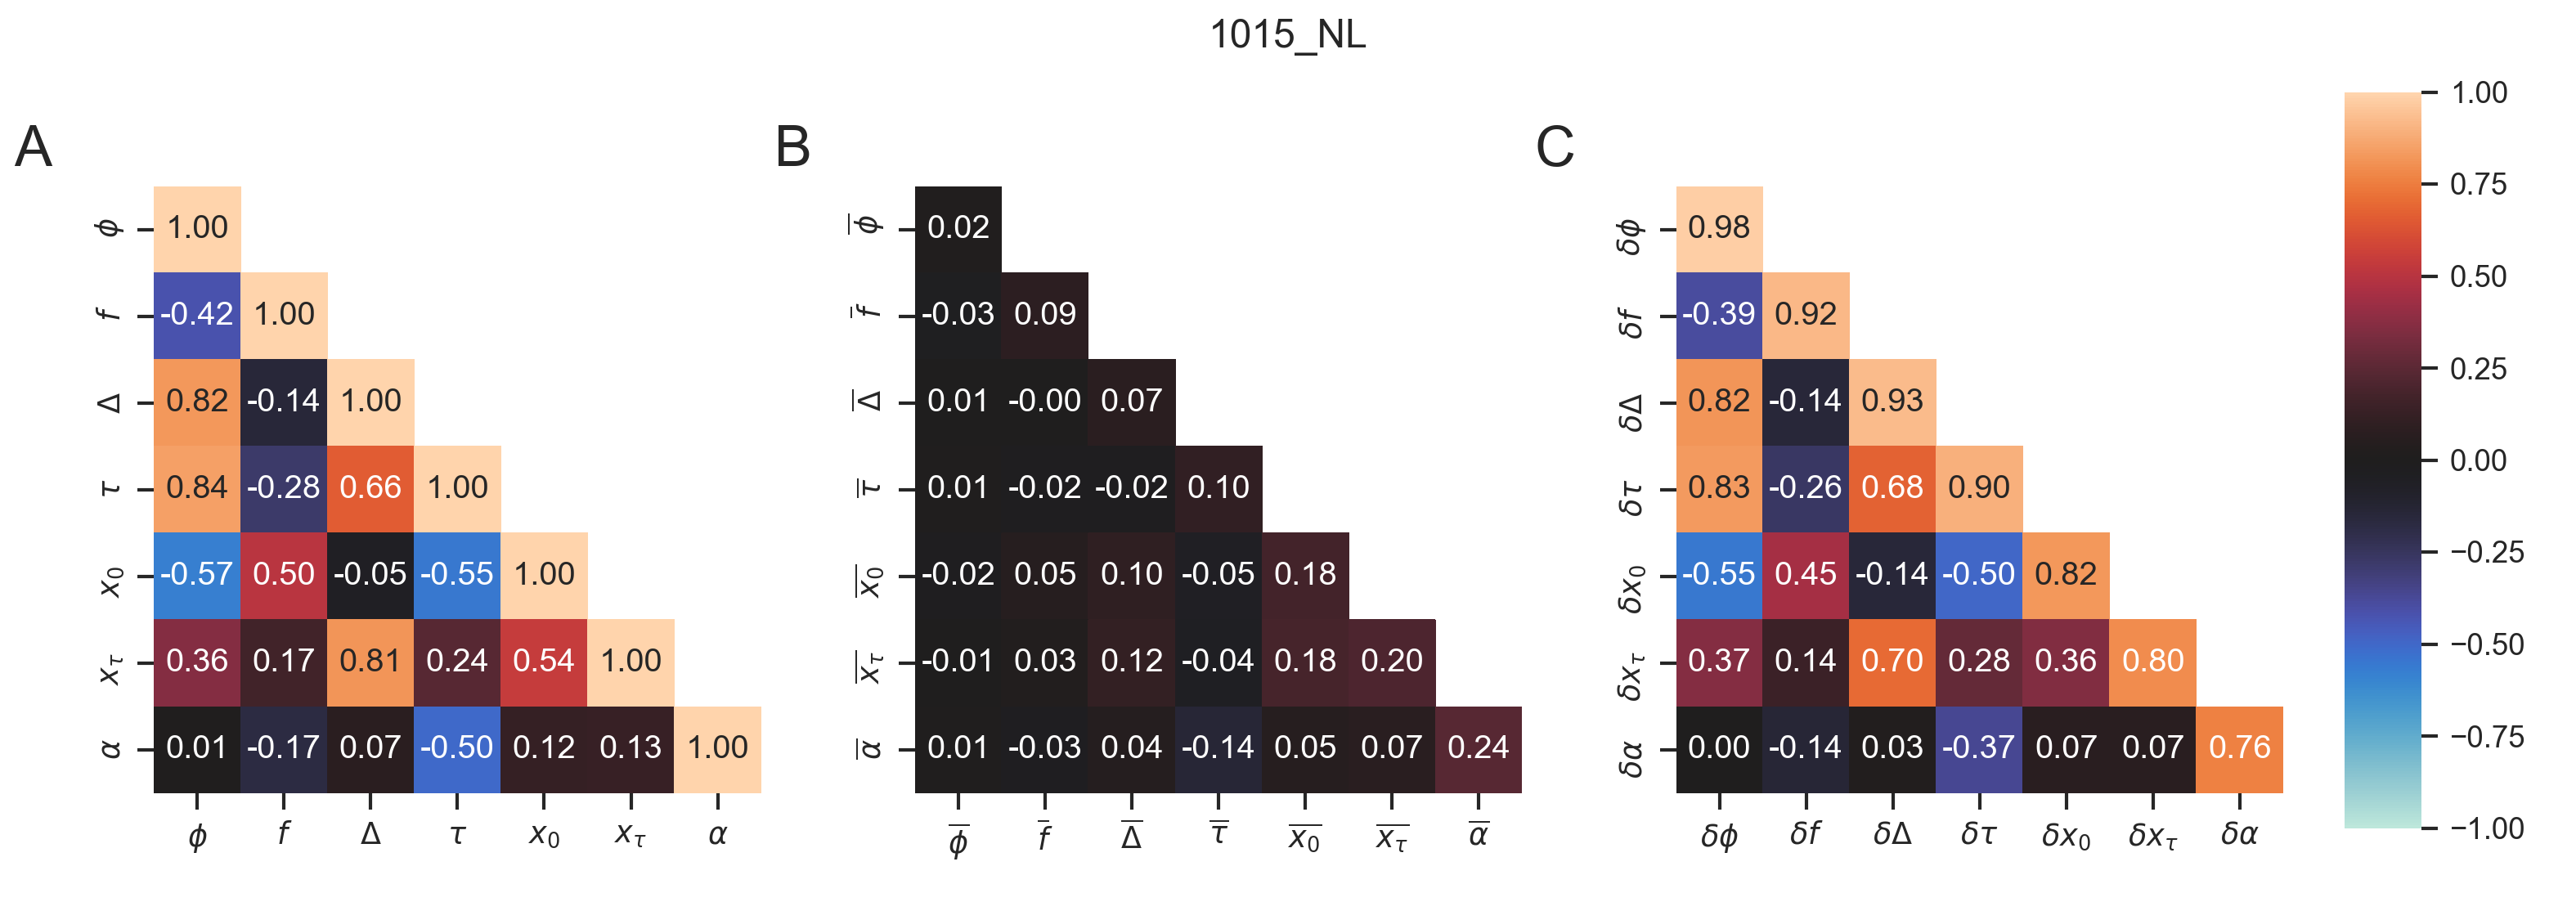 1015_NL
A
B
C
ϕ 1.00
f -0.42 1.00
Δ 0.82 -0.14 1.00
τ 0.84 -0.28 0.66 1.00
x₀ -0.57 0.50 -0.05 -0.55 1.00
x_τ 0.36 0.17 0.81 0.24 0.54 1.00
α 0.01 -0.17 0.07 -0.50 0.12 0.13 1.00
ϕ f Δ τ x₀ x_τ α
ϕ̅ 0.02
f̅ -0.03 0.09
Δ̅ 0.01 -0.00 0.07
τ̅ 0.01 -0.02 -0.02 0.10
x̅₀ -0.02 0.05 0.10 -0.05 0.18
x̅_τ -0.01 0.03 0.12 -0.04 0.18 0.20
α̅ 0.01 -0.03 0.04 -0.14 0.05 0.07 0.24
ϕ̅ f̅ Δ̅ τ̅ x̅₀ x̅_τ α̅
δϕ 0.98
δf -0.39 0.92
δΔ 0.82 -0.14 0.93
δτ 0.83 -0.26 0.68 0.90
δx₀ -0.55 0.45 -0.14 -0.50 0.82
δx_τ 0.37 0.14 0.70 0.28 0.36 0.80
δα 0.00 -0.14 0.03 -0.37 0.07 0.07 0.76
δϕ δf δΔ δτ δx₀ δx_τ δα
1.00
0.75
0.50
0.25
0.00
−0.25
−0.50
−0.75
−1.00